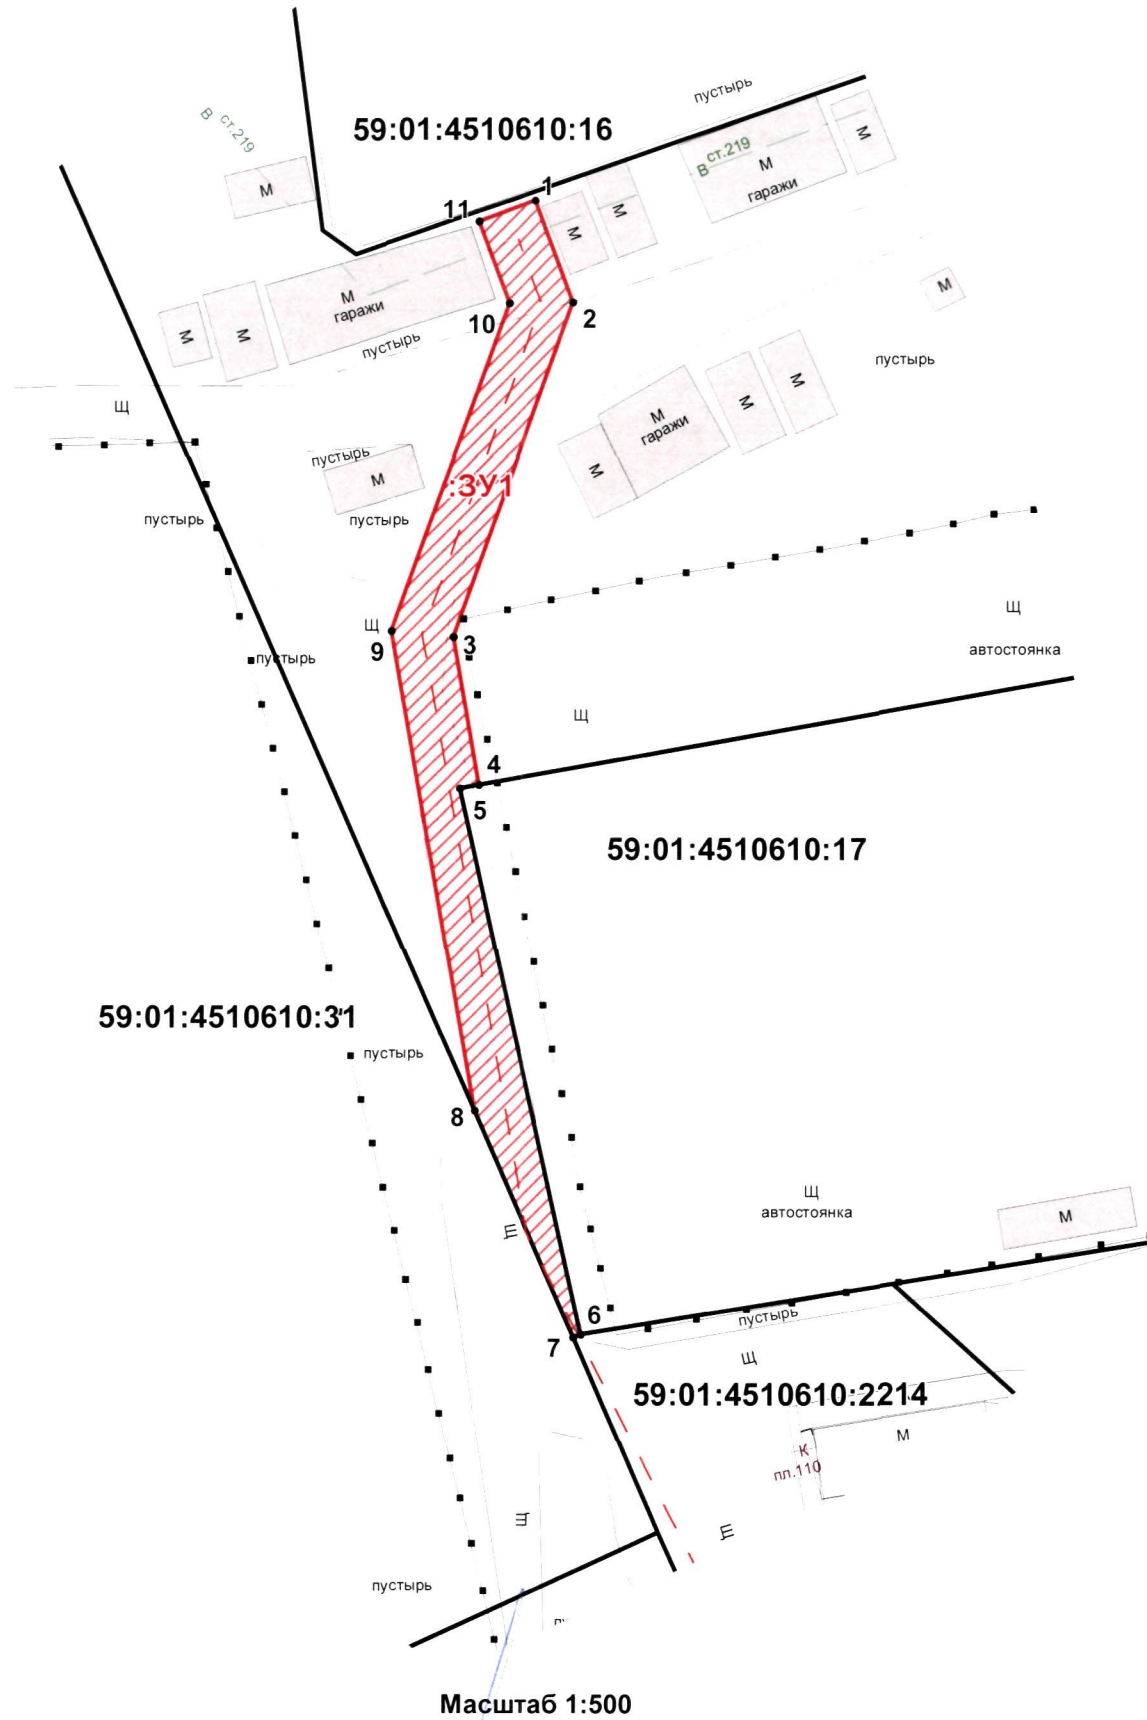 пустырь
В ст.219
59:01:4510610:16
В ст.219
М
М
гаражи
М
1
11
М
М
М
М
гаражи
10
2
М
М
М
пустырь
пустырь
Щ
М
М
М
гаражи
М
пустырь
М
:ЗУ1
пустырь
пустырь
Щ
9
3
Щ
пустырь
автостоянка
Щ
4
5
59:01:4510610:17
59:01:4510610:31
пустырь
8
Щ
автостоянка
М
Щ
6
пустырь
7
Щ
59:01:4510610:2214
М
К
пл.110
Щ
Щ
пустырь
Масштаб 1:500